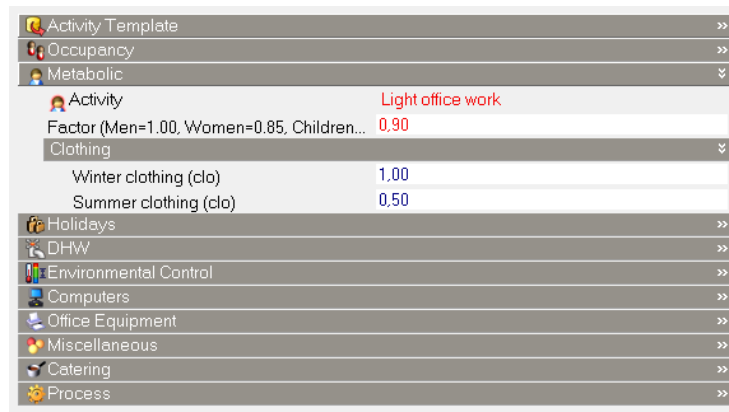 Activity Template
Occupancy
Metabolic
Activity Light office work
Factor (Men=1.00, Women=0.85, Children... 0,90
Clothing
Winter clothing (clo) 1,00
Summer clothing (clo) 0,50
Holidays
DHW
Environmental Control
Computers
Office Equipment
Miscellaneous
Catering
Process